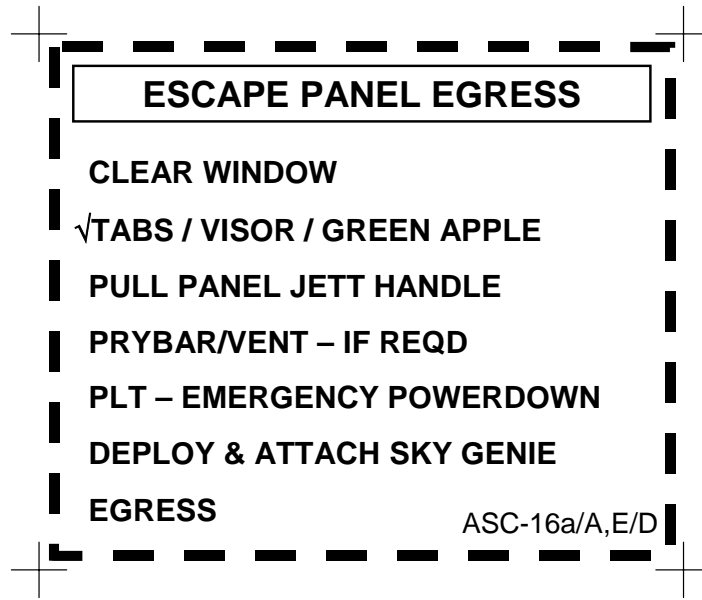 ESCAPE PANEL EGRESS
CLEAR WINDOW
√TABS / VISOR / GREEN APPLE
PULL PANEL JETT HANDLE
PRYBAR/VENT – IF REQD
PLT – EMERGENCY POWERDOWN
DEPLOY & ATTACH SKY GENIE
EGRESS
ASC-16a/A,E/D